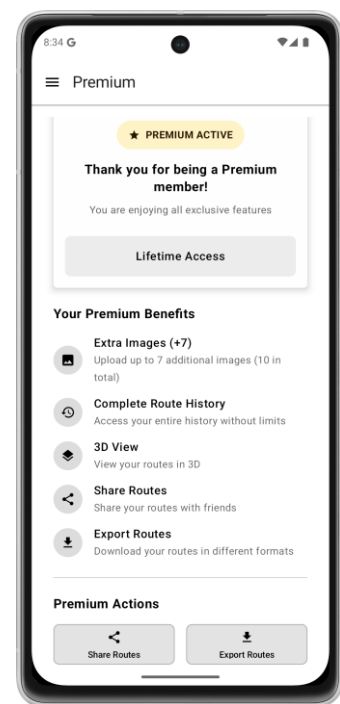 8:34 G
Premium
★ PREMIUM ACTIVE
Thank you for being a Premium
member!
You are enjoying all exclusive features
Lifetime Access
Your Premium Benefits
Extra Images (+7)
Upload up to 7 additional images (10 in
total)
Complete Route History
Access your entire history without limits
3D View
View your routes in 3D
Share Routes
Share your routes with friends
Export Routes
Download your routes in different formats
Premium Actions
Share Routes
Export Routes